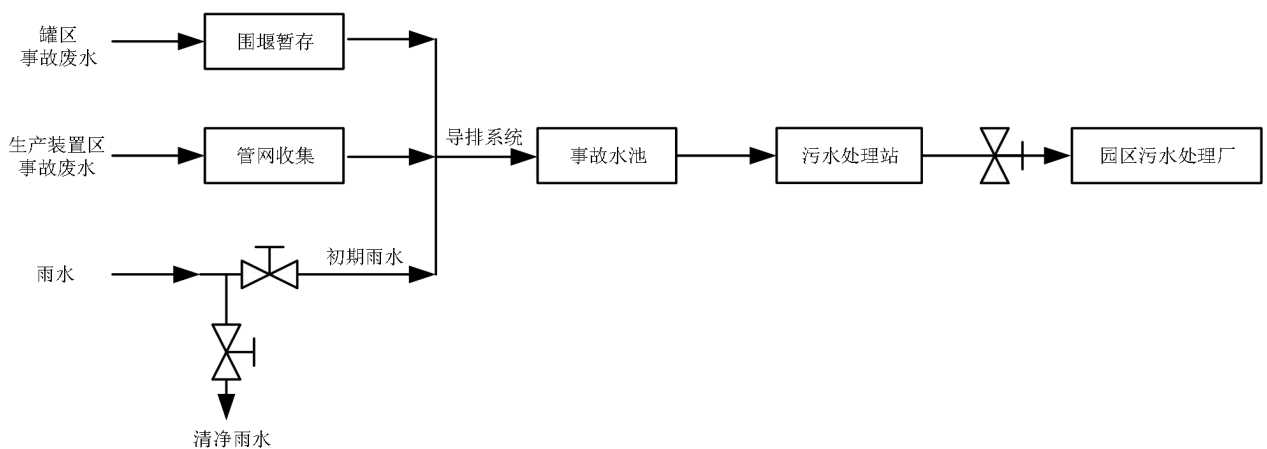 罐区
事故废水
围堰暂存
生产装置区
事故废水
管网收集
导排系统
事故水池
污水处理站
园区污水处理厂
雨水
初期雨水
清净雨水